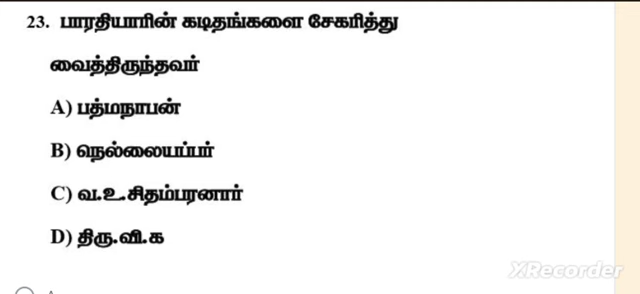 23. பாரதியாரின் கடிதங்களை சேகரித்து
வைத்திருந்தவர்
A) பத்மநாபன்
B) நெல்லையப்பர்
C) வ.உ.சிதம்பரனார்
D) திரு.வி.க
XRecorder